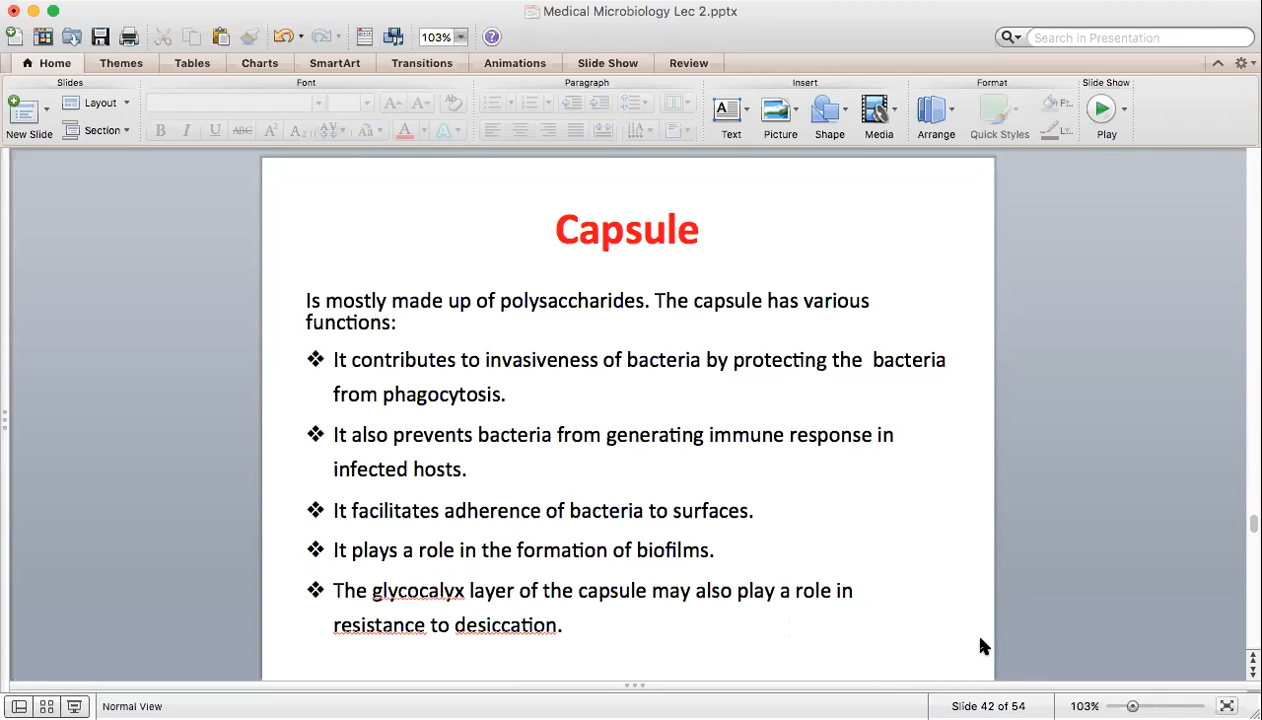 Medical Microbiology Lec 2.pptx
103%
Search in Presentation
Home Themes Tables Charts SmartArt Transitions Animations Slide Show Review
Slides Font Paragraph Insert Format Slide Show
New Slide Layout Section Text Picture Shape Media Arrange Quick Styles Play
Capsule
Is mostly made up of polysaccharides. The capsule has various
functions:
❖ It contributes to invasiveness of bacteria by protecting the bacteria
from phagocytosis.
❖ It also prevents bacteria from generating immune response in
infected hosts.
❖ It facilitates adherence of bacteria to surfaces.
❖ It plays a role in the formation of biofilms.
❖ The glycocalyx layer of the capsule may also play a role in
resistance to desiccation.
Normal View Slide 42 of 54 103%